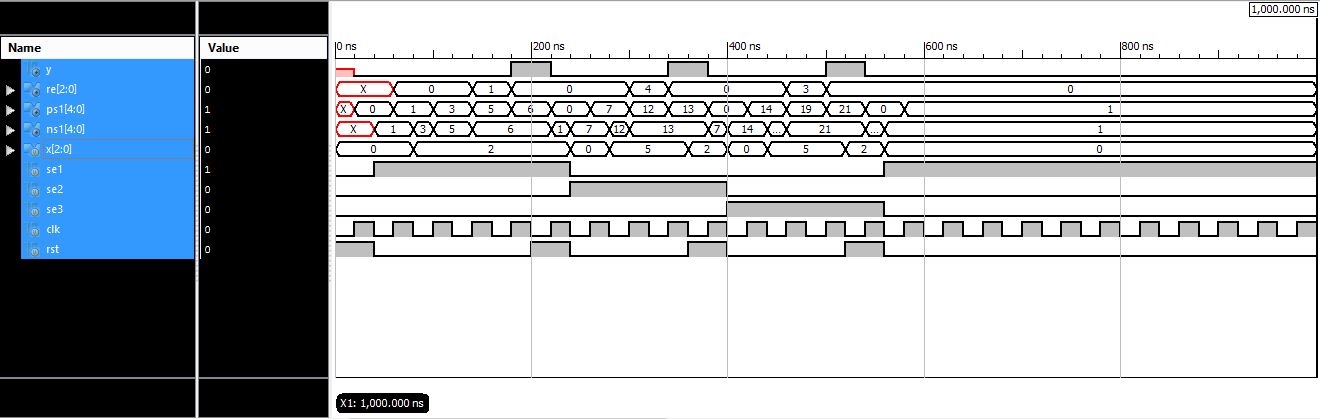 1,000.000 ns
Name Value 0 ns 200 ns 400 ns 600 ns 800 ns
y 0
re[2:0] 0 X 0 1 0 4 0 3 0
ps1[4:0] 1 X 0 1 3 5 6 0 7 12 13 0 14 19 21 0 1
ns1[4:0] 1 X 1 3 5 6 1 7 12 13 7 14 ... 21 ... 1
x[2:0] 0 0 2 0 5 2 0 5 2 0
se1 1
se2 0
se3 0
clk 0
rst 0
X1: 1,000.000 ns